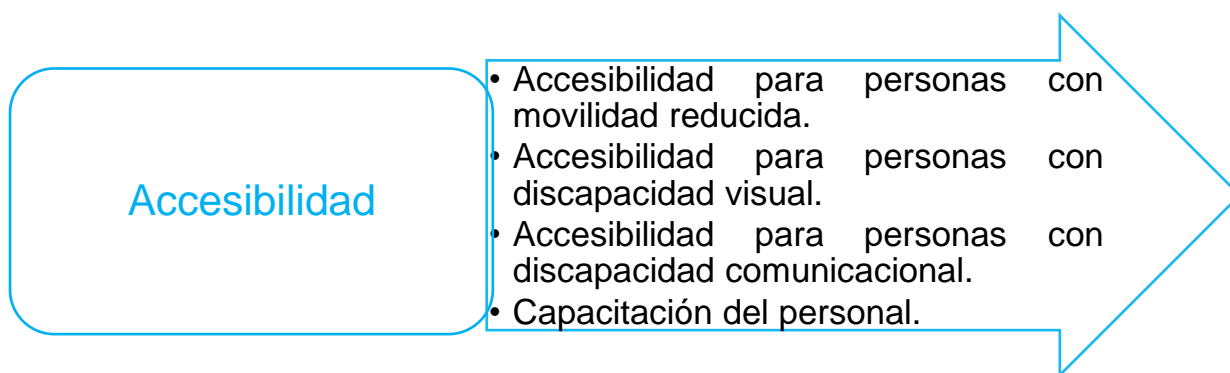 Accesibilidad
• Accesibilidad para personas con
movilidad reducida.
• Accesibilidad para personas con
discapacidad visual.
• Accesibilidad para personas con
discapacidad comunicacional.
• Capacitación del personal.